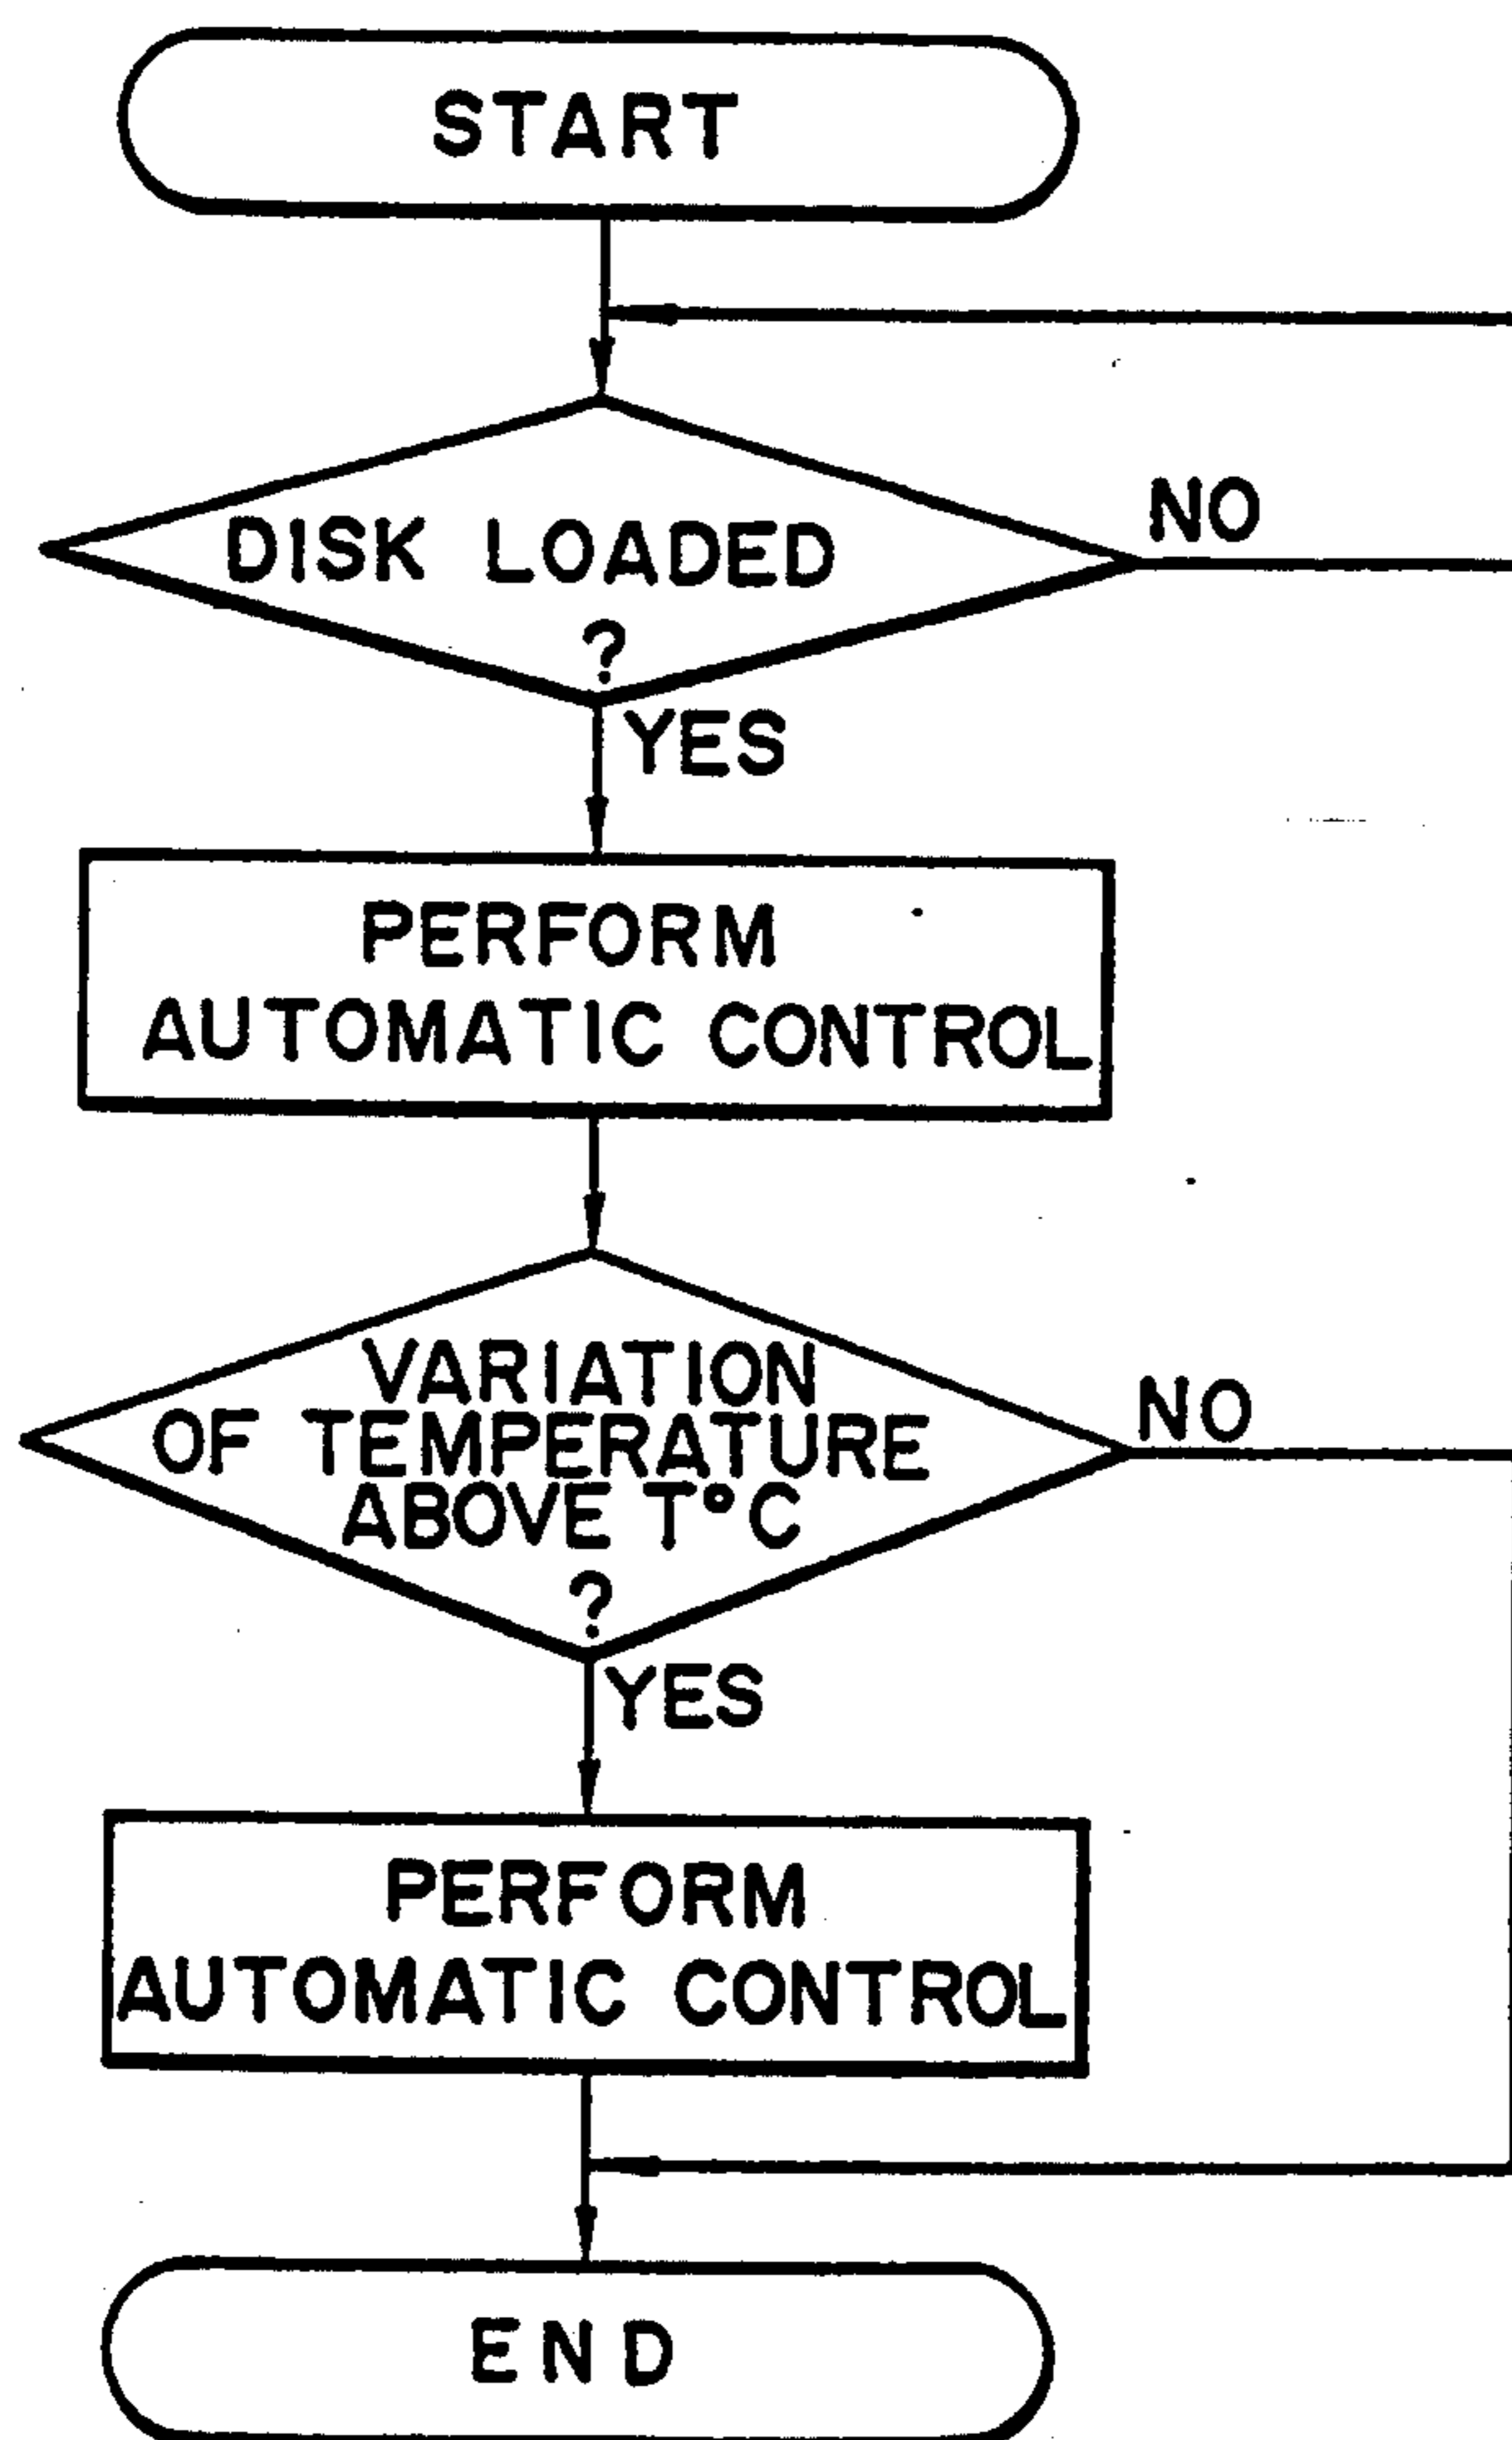 START
DISK LOADED
?
NO
YES
PERFORM
AUTOMATIC CONTROL
VARIATION
OF TEMPERATURE
ABOVE T°C
?
NO
YES
PERFORM
AUTOMATIC CONTROL
END